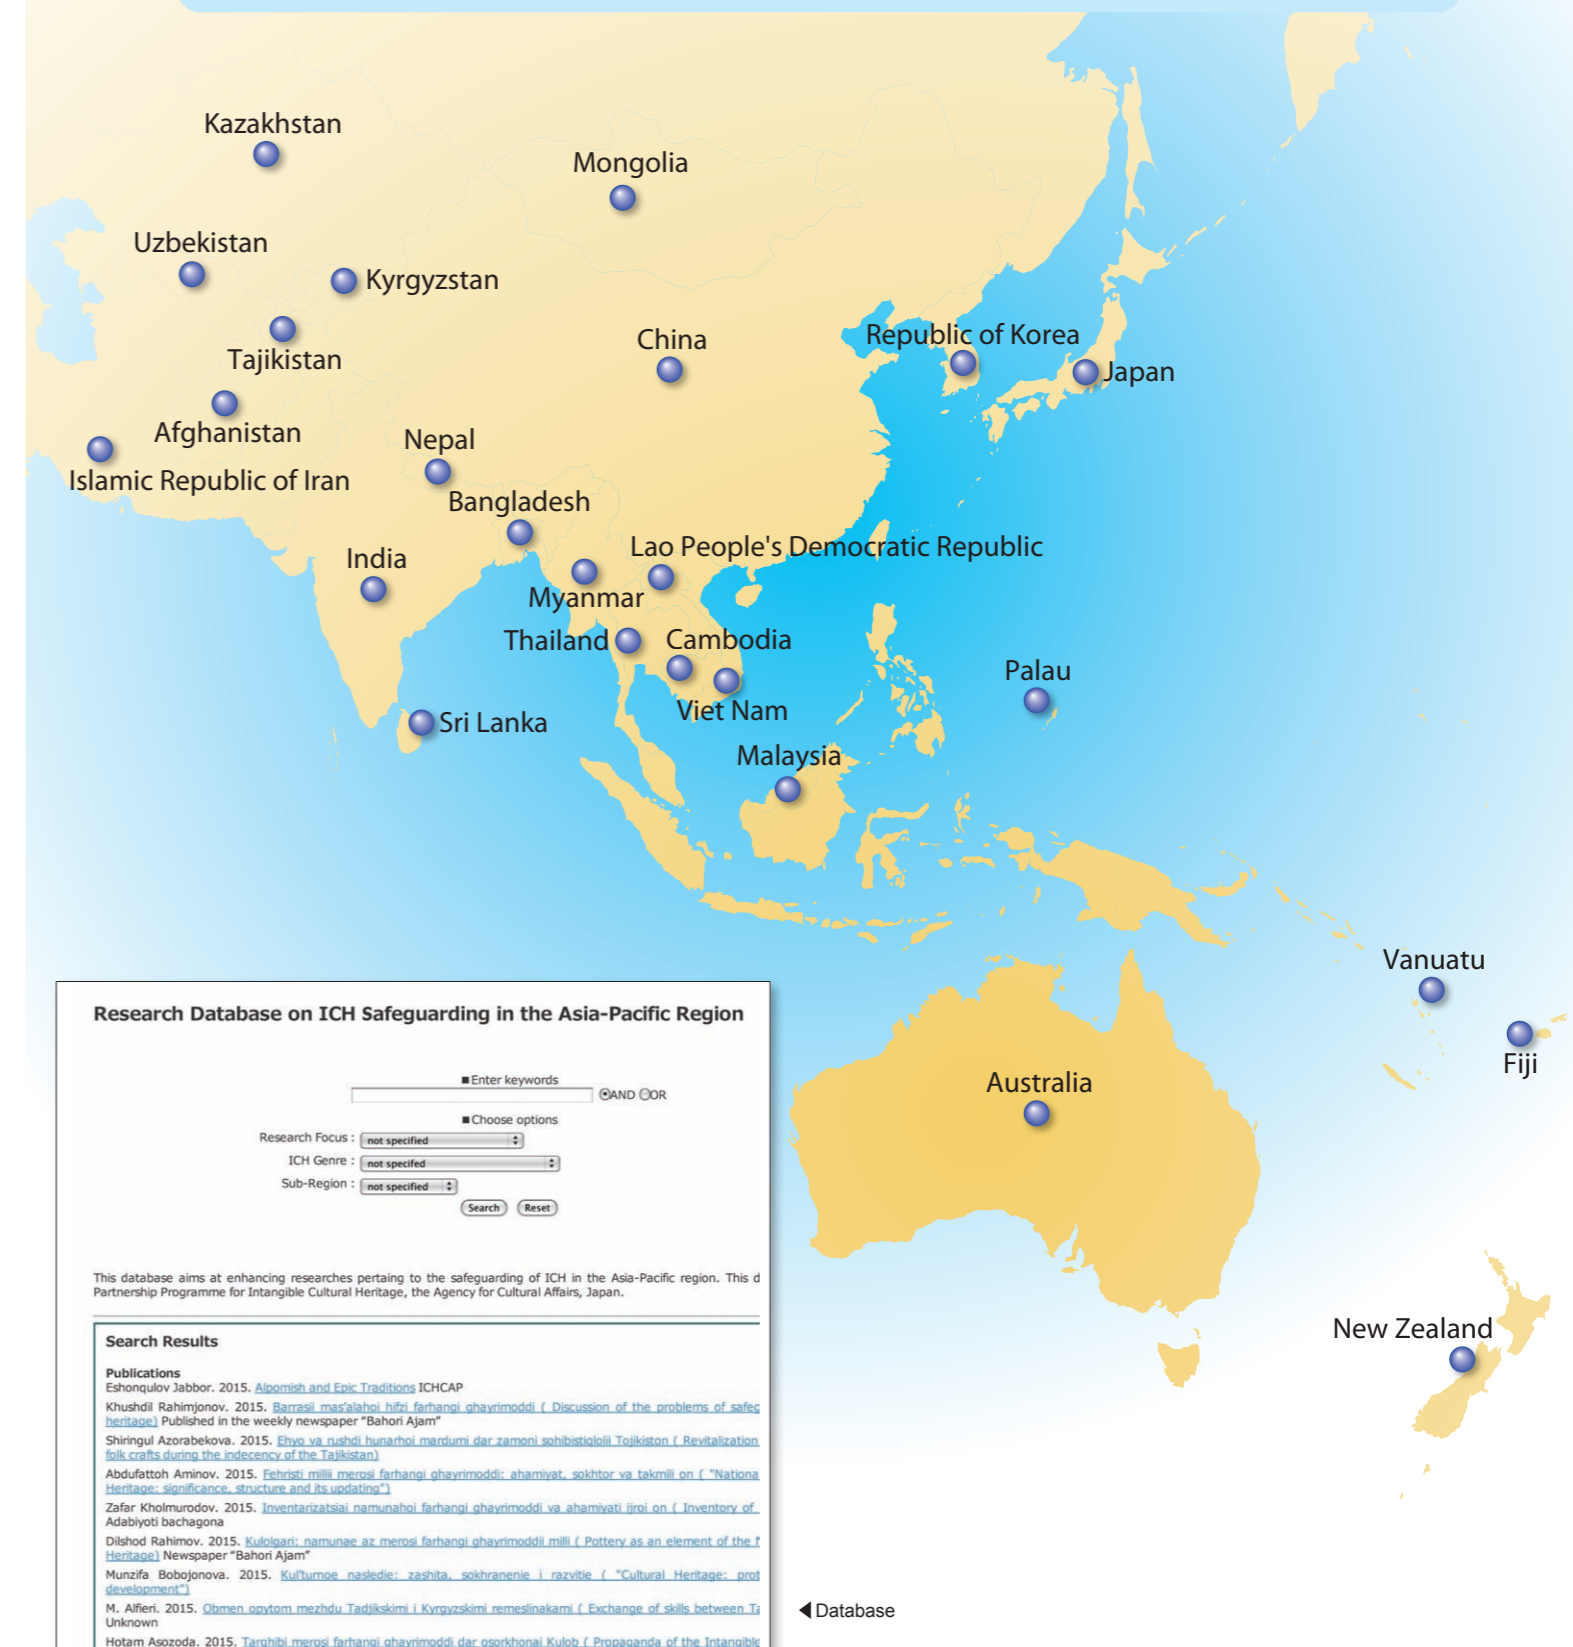 Kazakhstan
Mongolia
Uzbekistan
Kyrgyzstan
Republic of Korea
China
Tajikistan
Japan
Afghanistan
Nepal
Islamic Republic of Iran
Bangladesh
Lao People's Democratic Republic
India
Myanmar
Thailand
Cambodia
Palau
Viet Nam
Sri Lanka
Malaysia
Vanuatu
Fiji
Australia
New Zealand
Research Database on ICH Safeguarding in the Asia-Pacific Region
■Enter keywords
AND OR
■Choose options
Research Focus : not specified
ICH Genre : not specifed
Sub-Region : not specified
Search Reset
This database aims at enhancing researches pertaining to the safeguarding of ICH in the Asia-Pacific region. This d
Partnership Programme for Intangible Cultural Heritage, the Agency for Cultural Affairs, Japan.
Search Results
Publications
Eshonqulov Jabbor. 2015. Alpomish and Epic Traditions ICHCAP
Khushdil Rahimjonov. 2015. Barrasii mas'alahoi hifzi farhangi ghayrimoddi ( Discussion of the problems of safeg
heritage) Published in the weekly newspaper "Bahori Ajam"
Shiringul Azorabekova. 2015. Ehyo va rushdi hunarhoi mardumi dar zamoni sohibistiqlolii Tojikiston ( Revitalization
folk crafts during the indecency of the Tajikistan)
Abdufattoh Aminov. 2015. Fehristi millii merosi farhangi ghayrimoddi: ahamiyat, sokhtor va takmili on ( "Nationa
Heritage: significance, structure and its updating")
Zafar Kholmurodov. 2015. Inventarizatsiai namunahoi farhangi ghayrimoddi va ahamiyati ijroi on ( Inventory of
Adabiyoti bachagona
Dilshod Rahimov. 2015. Kulolgari: namunae az merosi farhangi ghayrimoddii milli ( Pottery as an element of the
Heritage) Newspaper "Bahori Ajam"
Munzifa Bobojonova. 2015. Kul'turnoe nasledie: zashita, sokhranenie i razvitie ( "Cultural Heritage: prot
development")
M. Alfieri. 2015. Obmen opytom mezhdu Tadjikskimi i Kyrgyzskimi remeslinakami ( Exchange of skills between Ta
Unknown
Hotam Asozoda. 2015. Targhibi merosi farhangi ghayrimoddi dar osorkhonai Kulob ( Propaganda of the Intangible
◀Database